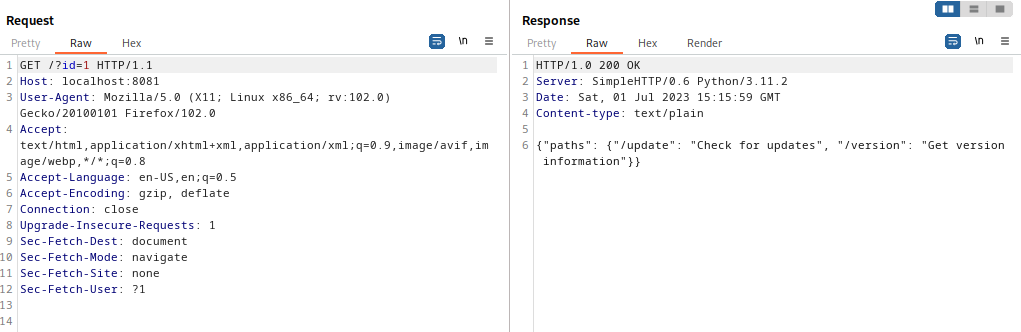 Request
Pretty Raw Hex \n
1 GET /?id=1 HTTP/1.1
2 Host: localhost:8081
3 User-Agent: Mozilla/5.0 (X11; Linux x86_64; rv:102.0)
Gecko/20100101 Firefox/102.0
4 Accept:
text/html,application/xhtml+xml,application/xml;q=0.9,image/avif,im
age/webp,*/*;q=0.8
5 Accept-Language: en-US,en;q=0.5
6 Accept-Encoding: gzip, deflate
7 Connection: close
8 Upgrade-Insecure-Requests: 1
9 Sec-Fetch-Dest: document
10 Sec-Fetch-Mode: navigate
11 Sec-Fetch-Site: none
12 Sec-Fetch-User: ?1
13
14
Response
Pretty Raw Hex Render \n
1 HTTP/1.0 200 OK
2 Server: SimpleHTTP/0.6 Python/3.11.2
3 Date: Sat, 01 Jul 2023 15:15:59 GMT
4 Content-type: text/plain
5
6 {"paths": {"/update": "Check for updates", "/version": "Get version
information"}}